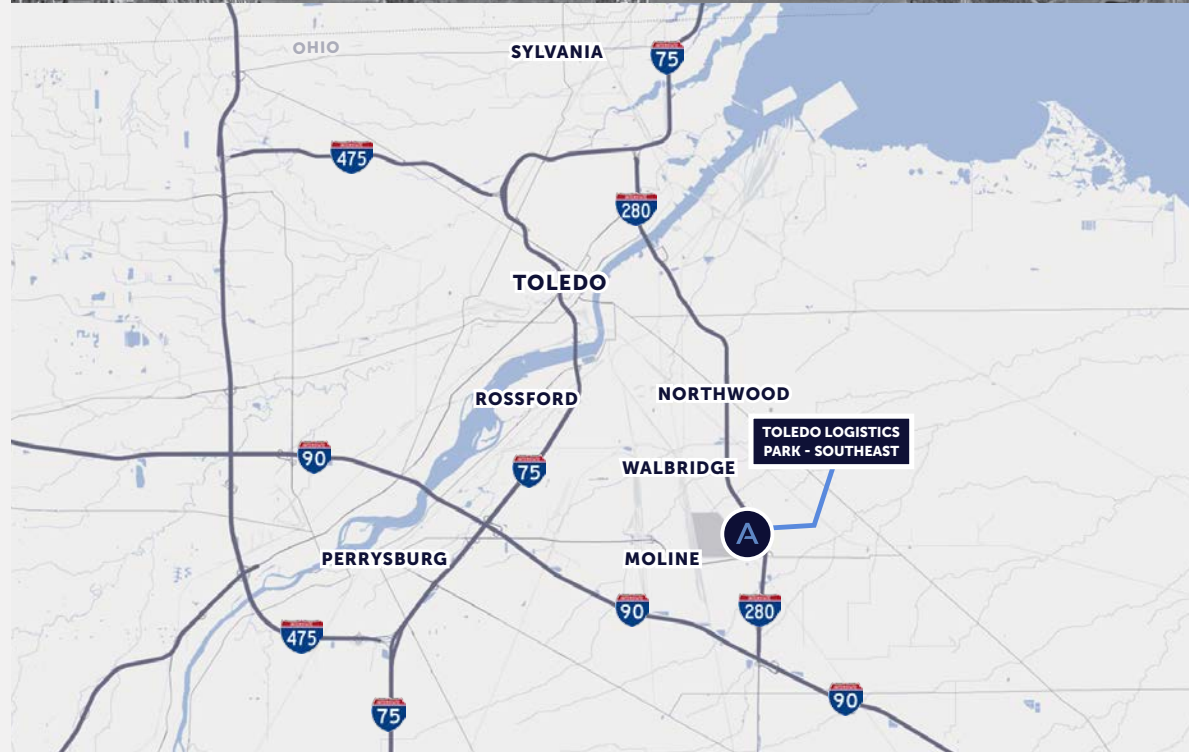 OHIO
SYLVANIA
75
475
280
TOLEDO
ROSSFORD
NORTHWOOD
TOLEDO LOGISTICS
PARK - SOUTHEAST
90
75
WALBRIDGE
A
PERRYSBURG
MOLINE
90
280
475
90
75